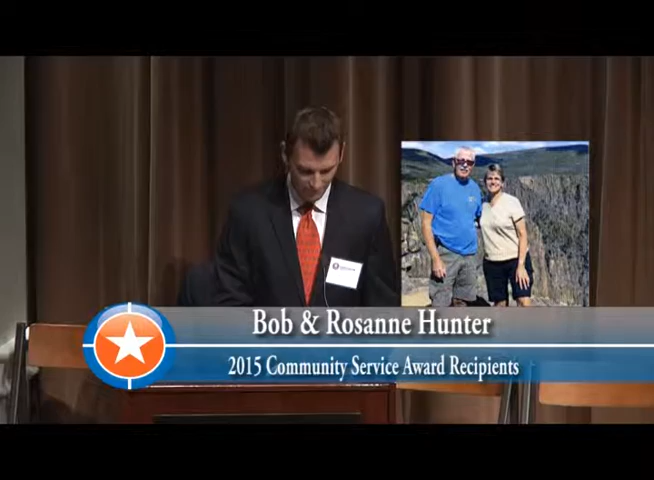 Bob & Rosanne Hunter
2015 Community Service Award Recipients